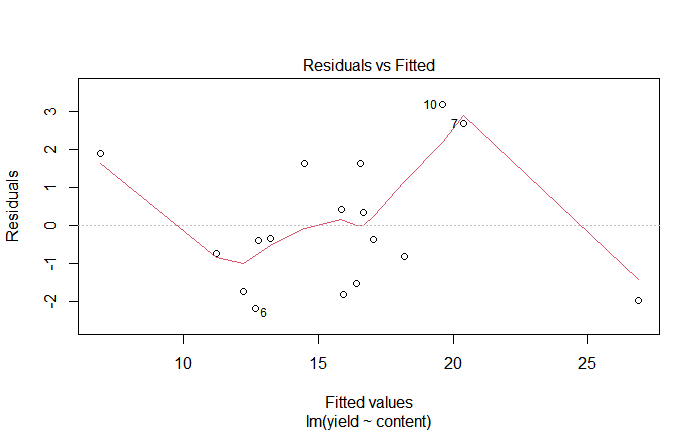 Residuals vs Fitted
Residuals
3
2
1
0
-1
-2
10
7
6
10 15 20 25
Fitted values
lm(yield ~ content)